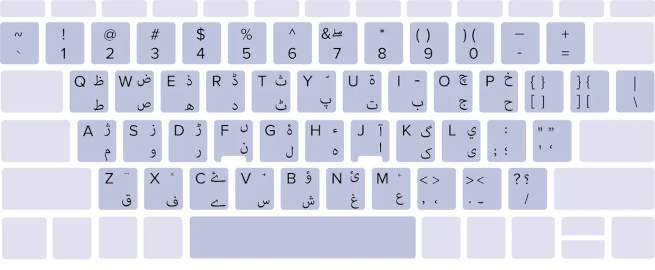 ~ ! @ # $ % ^ &؎ * ( ) )( — +
` 1 2 3 4 5 6 7 8 9 0 - =
Q ظ W ض E ذ R ڈ T ث Y U ۃ I - O چ P خ { } }{ |
ط ص ھ د ٹ پ ت ب ج ح [ ] ][ \
A ژ S ز D ڑ F ں G ۂ H ء J آ K گ L ي : " "
م و ر ن ل ہ ا ک ی ; ؛ ' '
Z X C ۓ V B ؤ N ئ M < > >< ?؟
ق ف ے س ش غ ع , ، . ۔ /